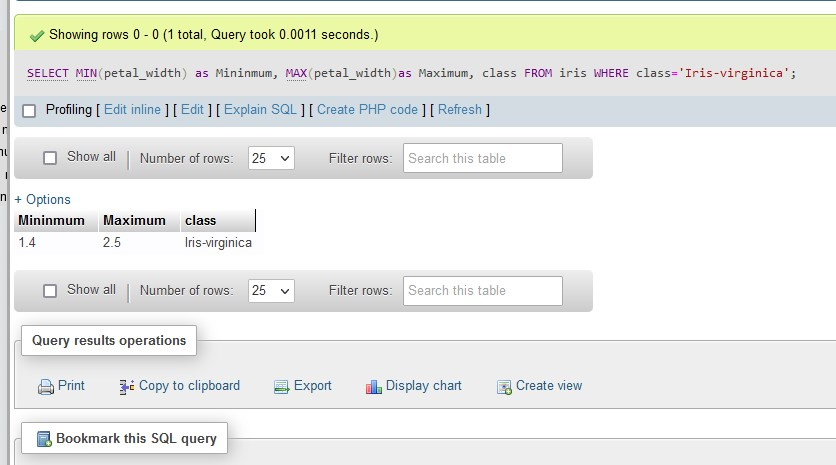 Showing rows 0 - 0 (1 total, Query took 0.0011 seconds.)
SELECT MIN(petal_width) as Mininmum, MAX(petal_width)as Maximum, class FROM iris WHERE class='Iris-virginica';
Profiling [ Edit inline ] [ Edit ] [ Explain SQL ] [ Create PHP code ] [ Refresh ]
Show all | Number of rows: 25 Filter rows: Search this table
+ Options
Mininmum Maximum class
1.4 2.5 Iris-virginica
Show all | Number of rows: 25 Filter rows: Search this table
Query results operations
Print Copy to clipboard Export Display chart Create view
Bookmark this SQL query